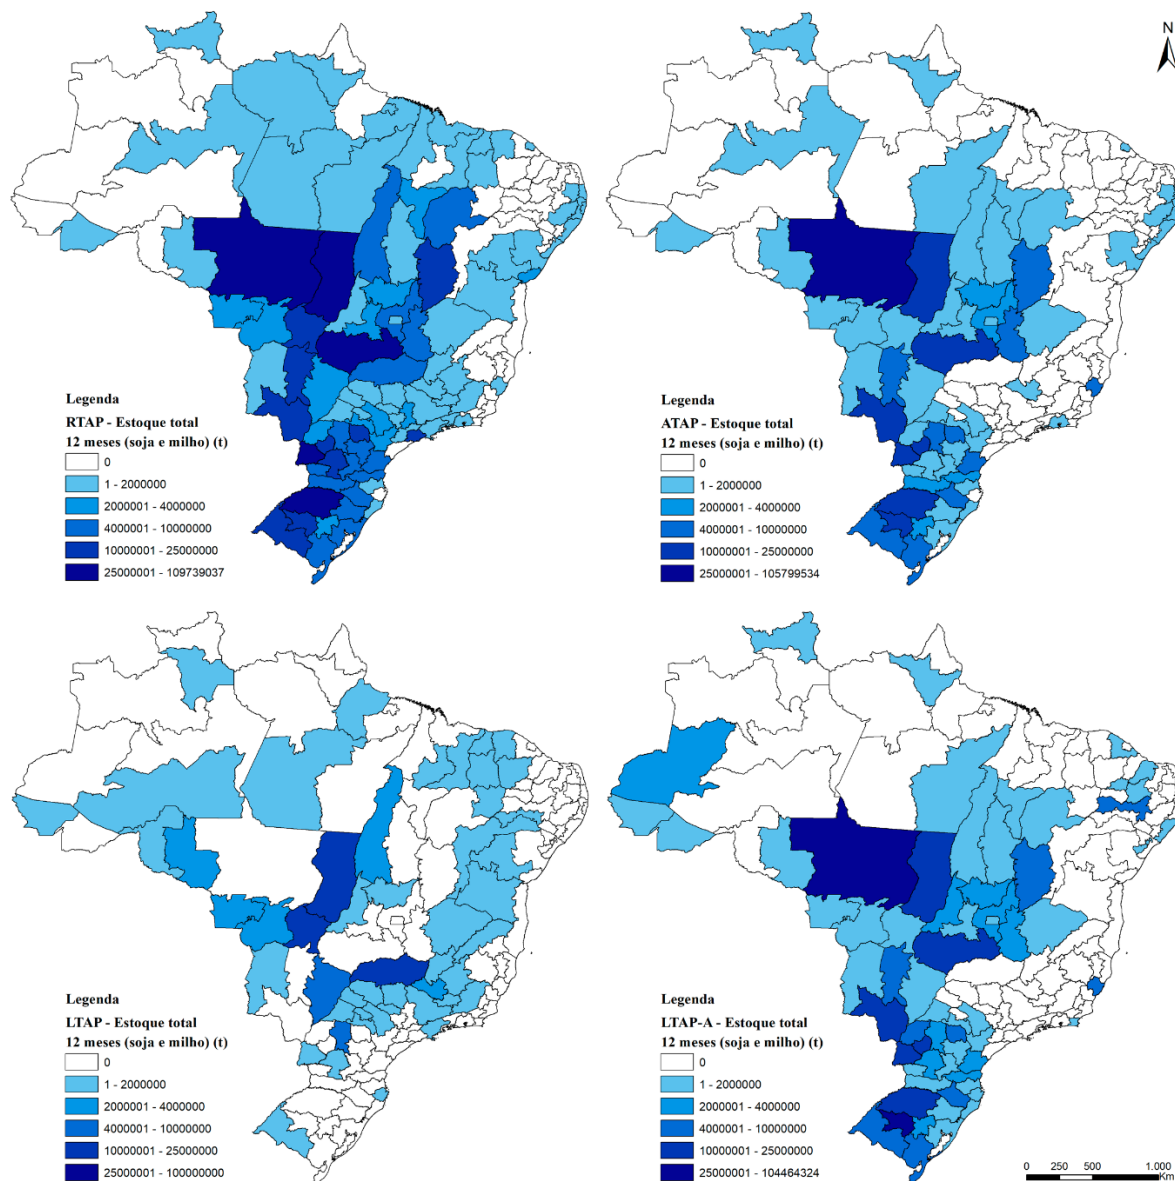 N
Legenda
RTAP - Estoque total
12 meses (soja e milho) (t)
0
1 - 2000000
2000001 - 4000000
4000001 - 10000000
10000001 - 25000000
25000001 - 109739037
Legenda
ATAP - Estoque total
12 meses (soja e milho) (t)
0
1 - 2000000
2000001 - 4000000
4000001 - 10000000
10000001 - 25000000
25000001 - 105799534
Legenda
LTAP - Estoque total
12 meses (soja e milho) (t)
0
1 - 2000000
2000001 - 4000000
4000001 - 10000000
10000001 - 25000000
25000001 - 100000000
Legenda
LTAP-A - Estoque total
12 meses (soja e milho) (t)
0
1 - 2000000
2000001 - 4000000
4000001 - 10000000
10000001 - 25000000
25000001 - 104464324
0 250 500 1.000
Km